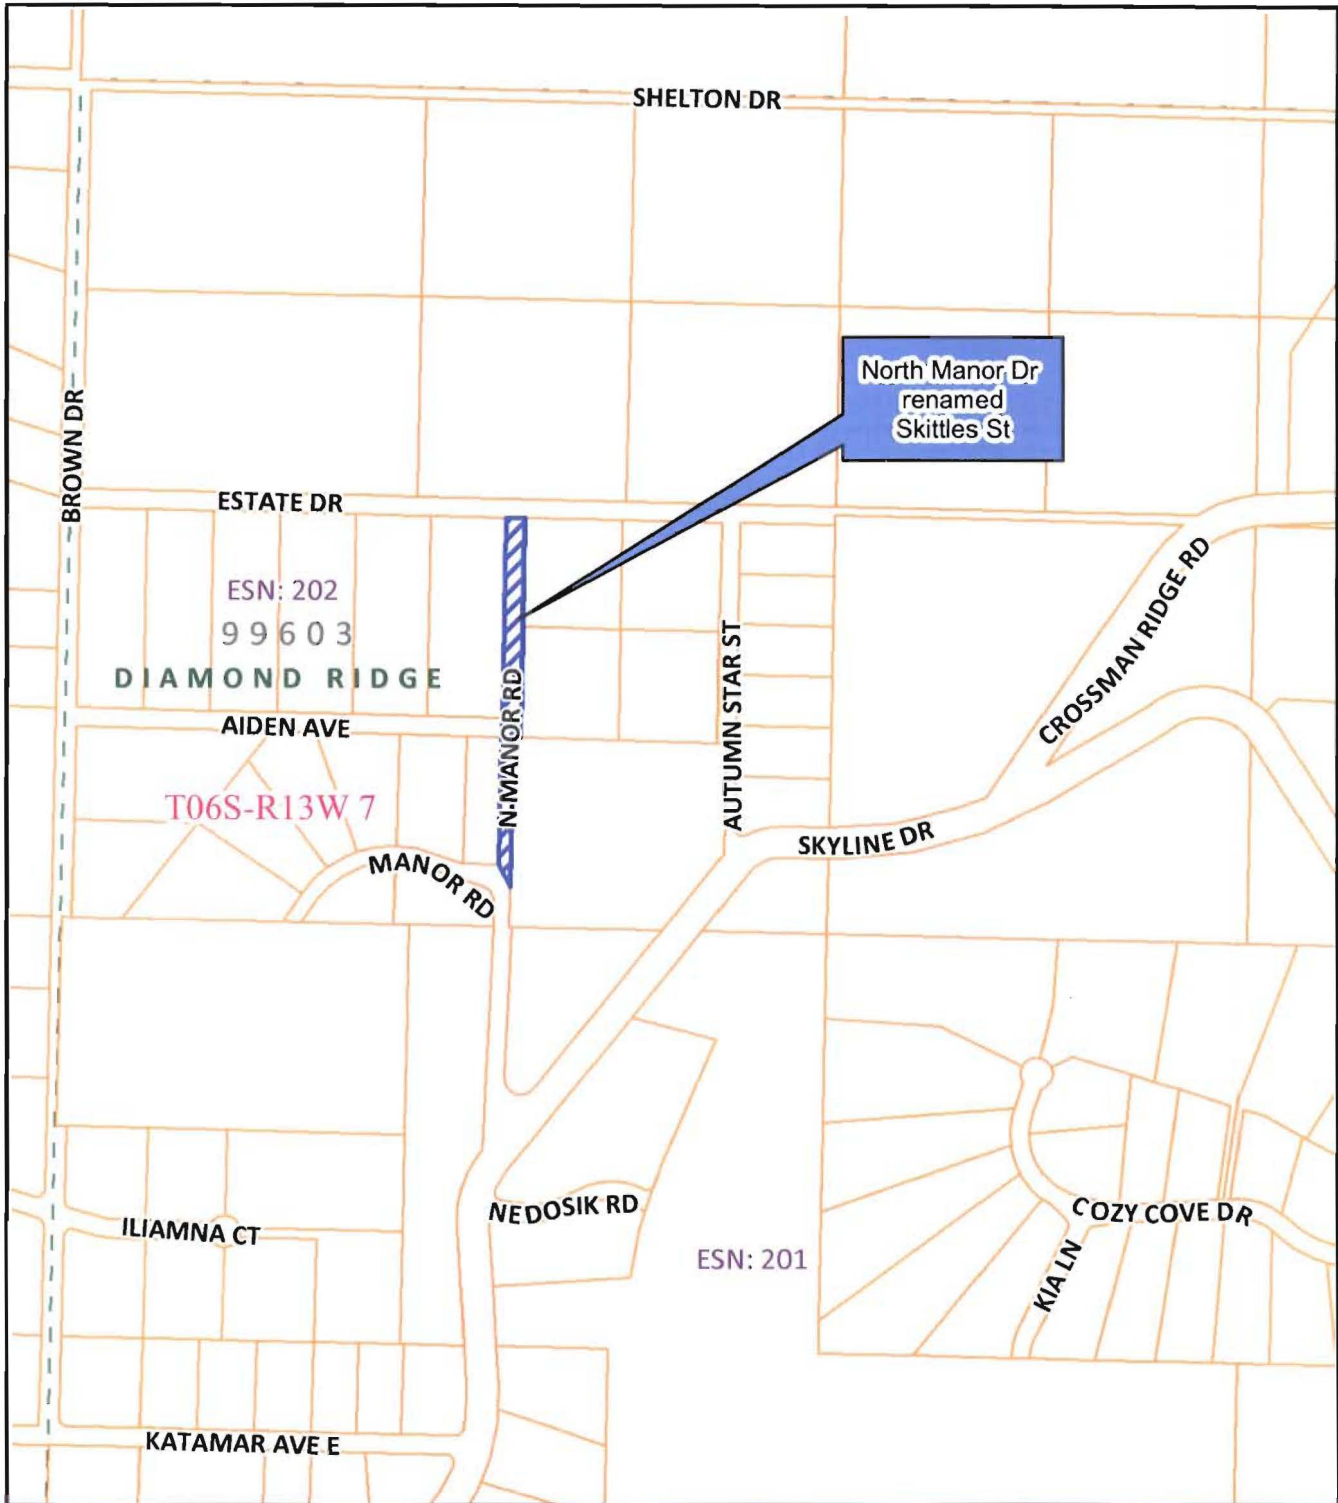 SHELTON DR
North Manor Dr
renamed
Skittles St
BROWN DR
ESTATE DR
ESN: 202
99603
DIAMOND RIDGE
N MANOR RD
AUTUMN STAR ST
CROSSMAN RIDGE RD
AIDEN AVE
T06S-R13W 7
SKYLINE DR
MANOR RD
NEDOSIK RD
COZY COVE DR
ILIAMNA CT
ESN: 201
KIA LN
KATAMAR AVE E